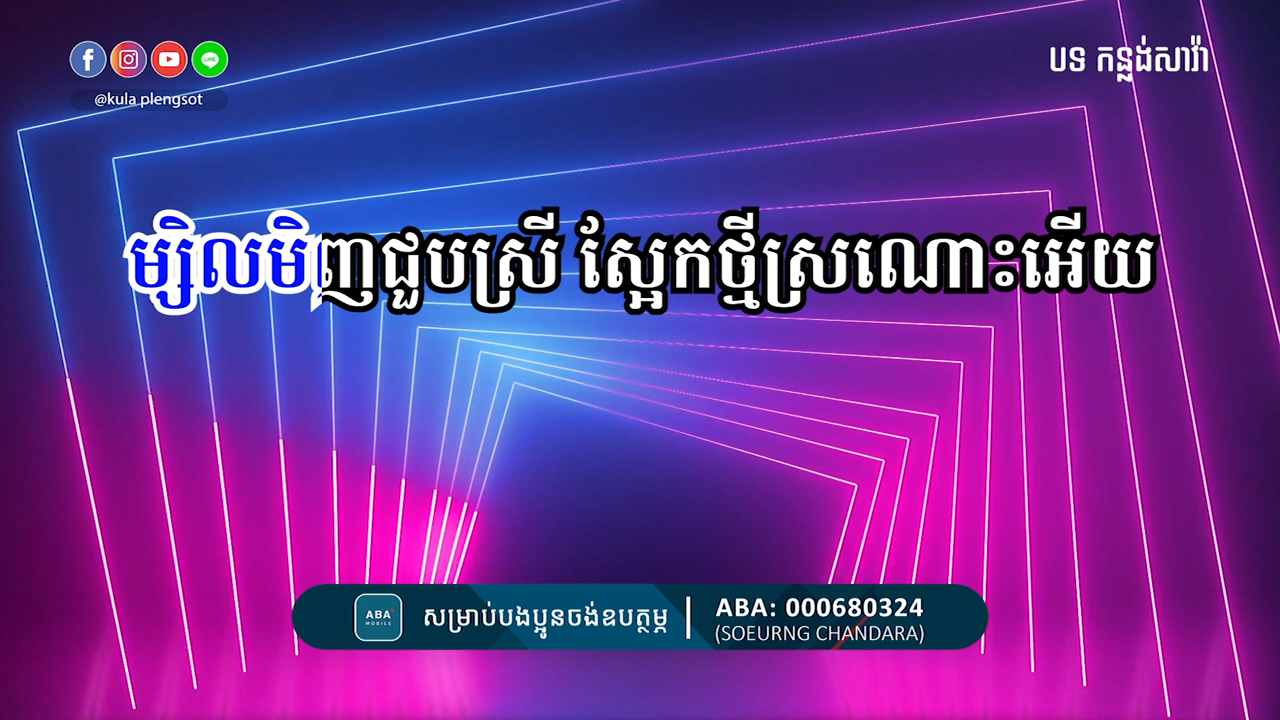 បទ កន្លង់សាវ៉ា
@kula plengsot
ម្សិលមិញជួបស្រី ស្អែកថ្មីស្រណោះអើយ
ABA' MOBILE
សម្រាប់បងប្អូនចង់ឧបត្ថម្ភ
ABA: 000680324
(SOEURNG CHANDARA)